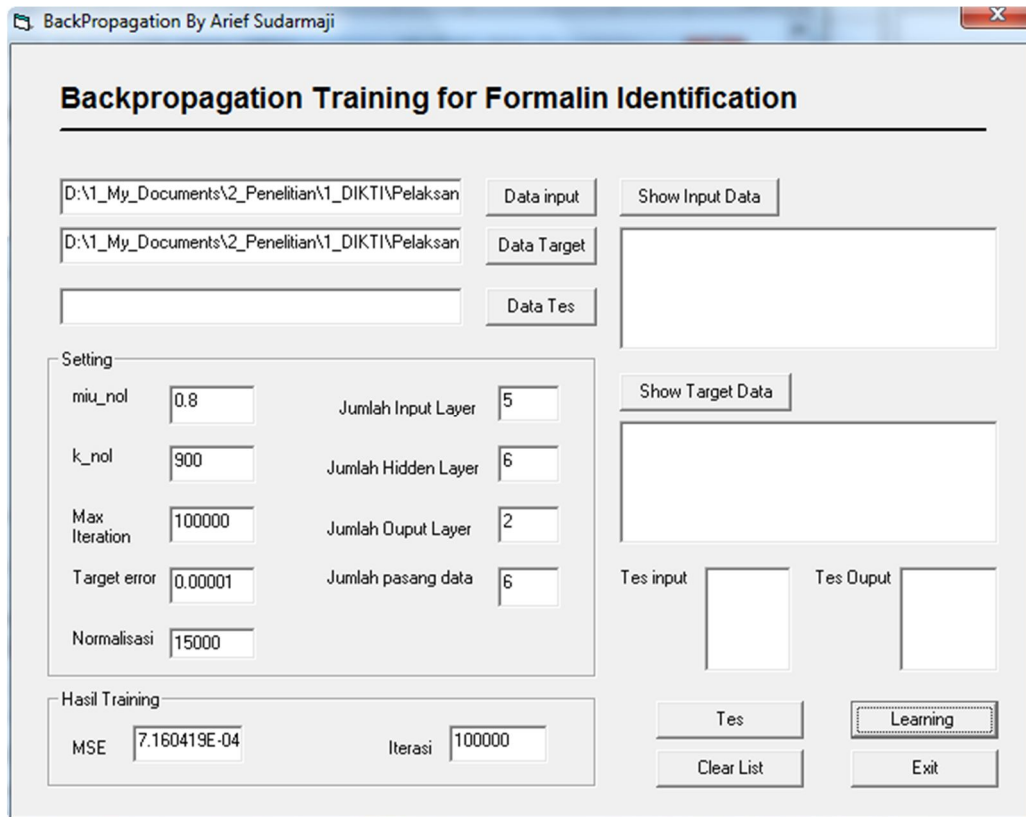 BackPropagation By Arief Sudarmaji
Backpropagation Training for Formalin Identification
D:\1_My_Documents\2_Penelitian\1_DIKTI\Pelaksan
Data input
Show Input Data
D:\1_My_Documents\2_Penelitian\1_DIKTI\Pelaksan
Data Target
Data Tes
Setting
miu_nol
0.8
Jumlah Input Layer
5
Show Target Data
k_nol
900
Jumlah Hidden Layer
6
Max
Iteration
100000
Jumlah Ouput Layer
2
Target error
0.00001
Jumlah pasang data
6
Tes input
Tes Ouput
Normalisasi
15000
Hasil Training
MSE
7.160419E-04
Iterasi
100000
Tes
Learning
Clear List
Exit